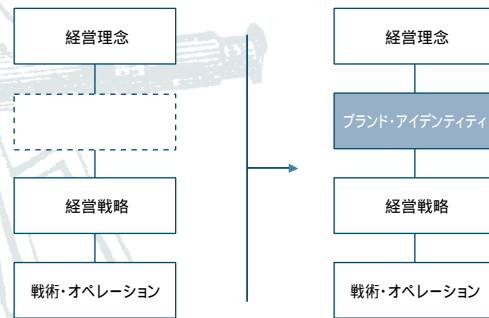 経営理念
経営戦略
戦術・オペレーション
経営理念
ブランド・アイデンティティ
経営戦略
戦術・オペレーション